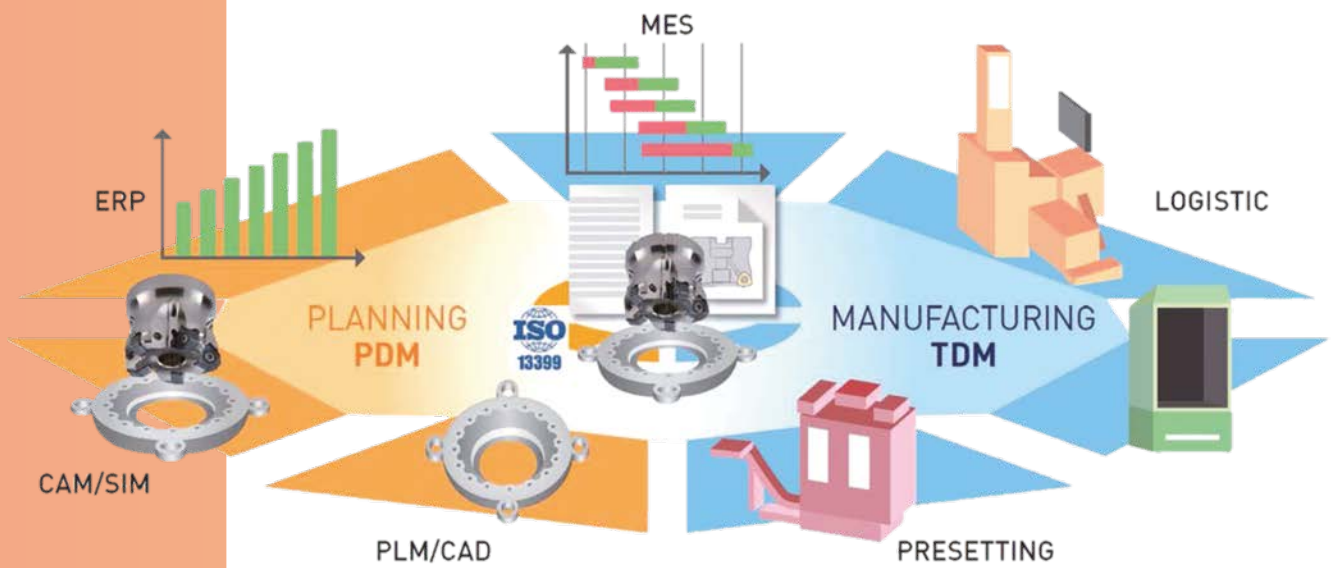 MES
ERP
LOGISTIC
PLANNING
PDM
ISO
13399
MANUFACTURING
TDM
CAM/SIM
PLM/CAD
PRESETTING